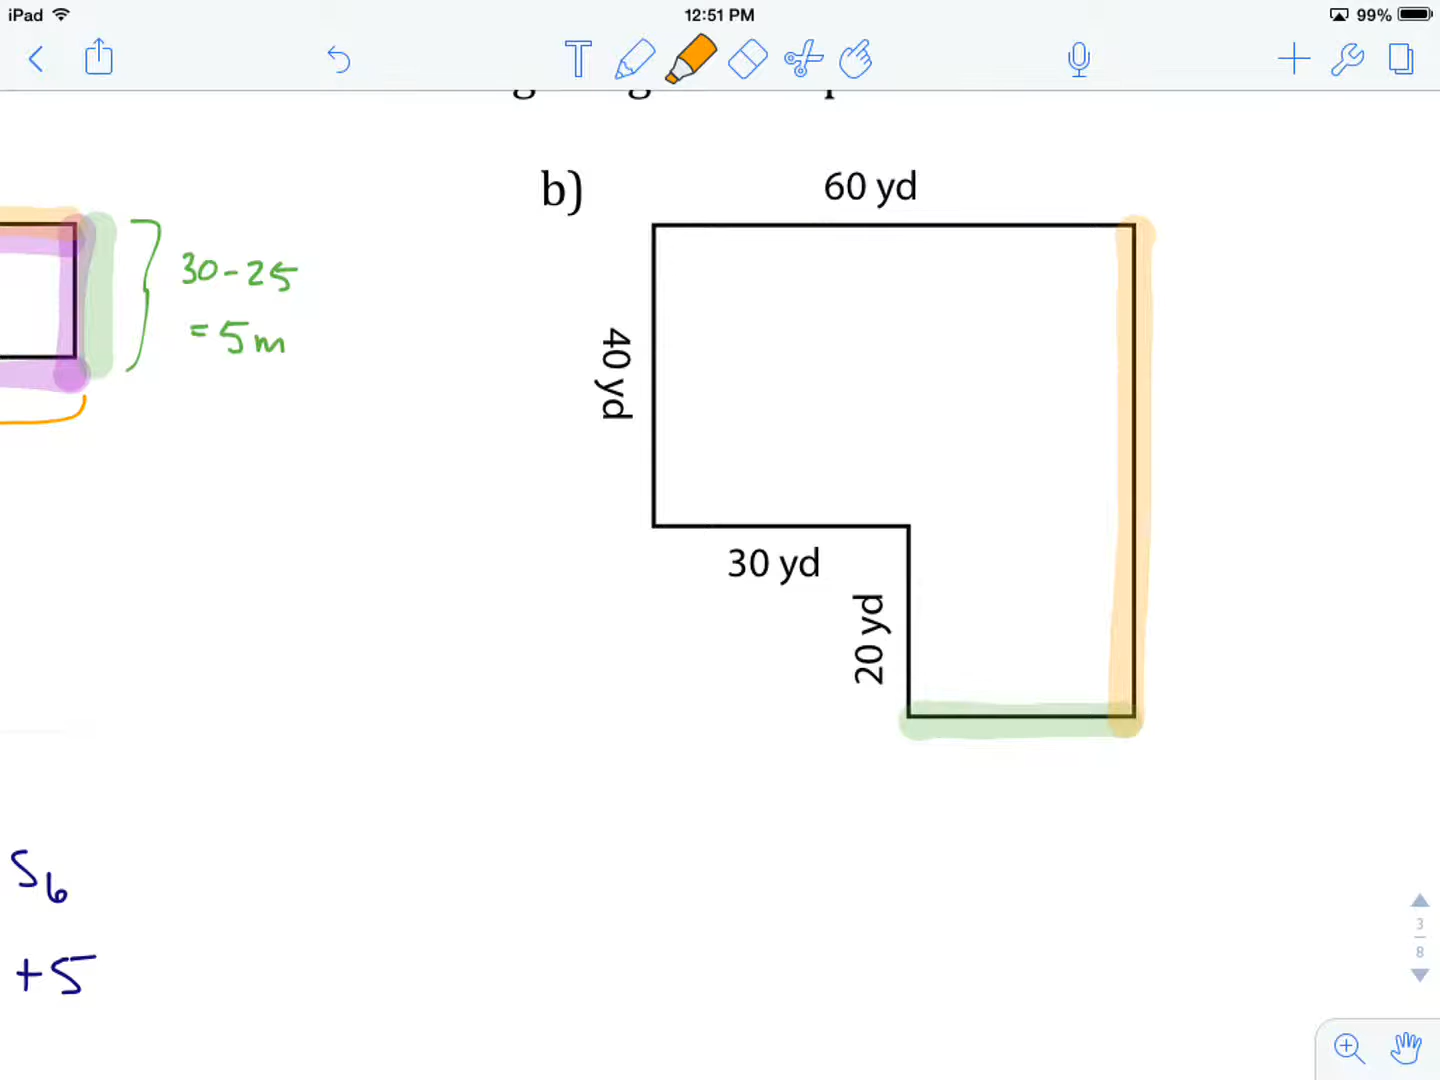 iPad 12:51 PM 99%
T
b) 60 yd
30-25
= 5m
40 yd
30 yd
20 yd
S6
+5
3
8